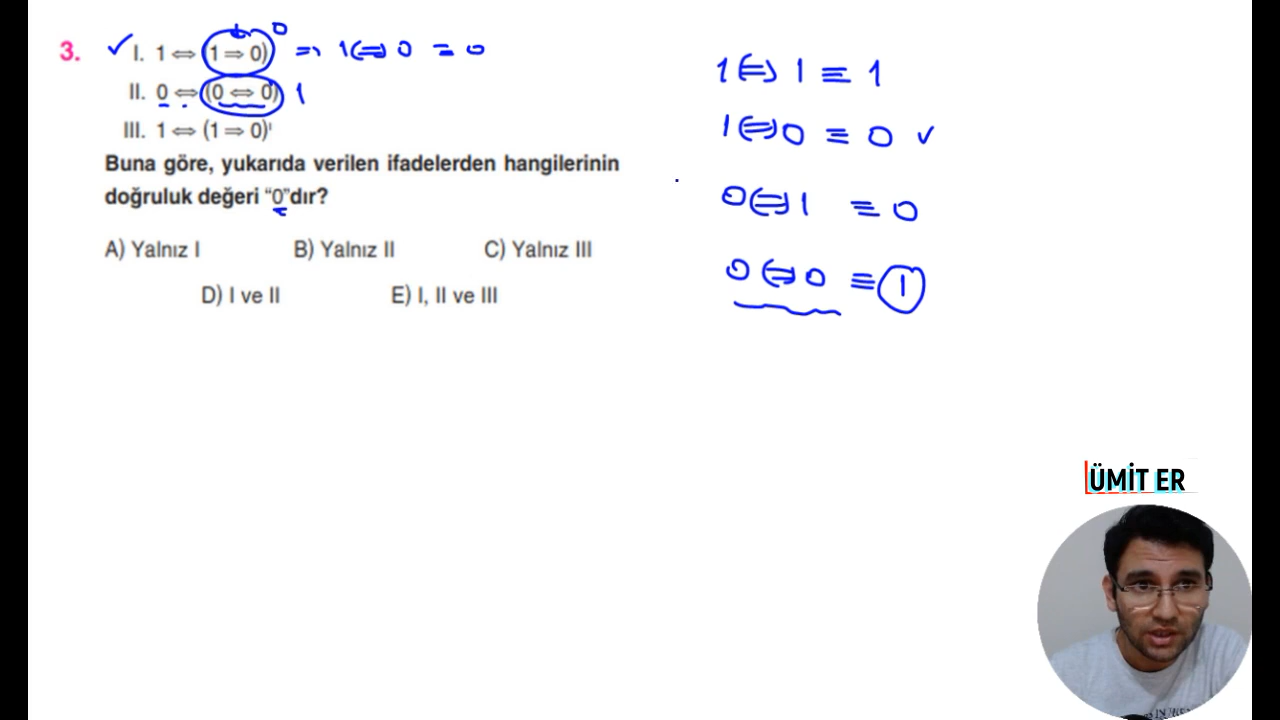 3. ✓ I. 1 ⇔ (1 ⇒ 0) 0 ⇒ 1 ⇔ 0 ≡ 0
II. 0 ⇔ (0 ⇔ 0) 1
III. 1 ⇔ (1 ⇒ 0)'
Buna göre, yukarıda verilen ifadelerden hangilerinin
doğruluk değeri “0”dır?
A) Yalnız I B) Yalnız II C) Yalnız III
D) I ve II E) I, II ve III
1 ⇔ 1 ≡ 1
1 ⇔ 0 ≡ 0 ✓
0 ⇔ 1 ≡ 0
0 ⇔ 0 ≡ 1
ÜMİT ER